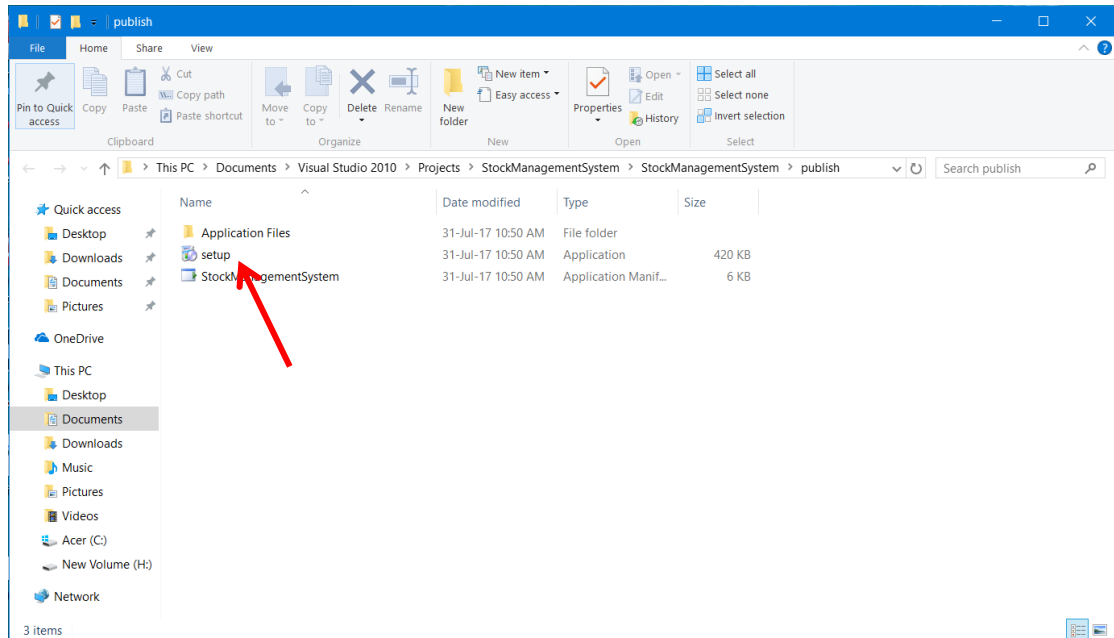 publish
File Home Share View
Pin to Quick access
Copy
Paste
Cut
Copy path
Paste shortcut
Clipboard
Move to
Copy to
Delete
Rename
Organize
New folder
New item
Easy access
New
Properties
Open
Edit
History
Open
Select all
Select none
Invert selection
Select
This PC > Documents > Visual Studio 2010 > Projects > StockManagementSystem > StockManagementSystem > publish
Search publish
Name Date modified Type Size
Application Files 31-Jul-17 10:50 AM File folder
setup 31-Jul-17 10:50 AM Application 420 KB
StockManagementSystem 31-Jul-17 10:50 AM Application Manif... 6 KB
Quick access
Desktop
Downloads
Documents
Pictures
OneDrive
This PC
Desktop
Documents
Downloads
Music
Pictures
Videos
Acer (C:)
New Volume (H:)
Network
3 items